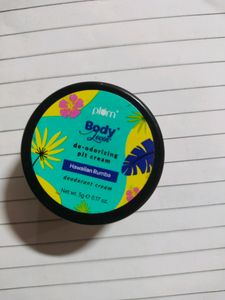 plum
Body
Lovin'
de-odorizing
pit cream
Hawaiian Rumba
deodorant cream
Net wt. 5g ℮ 0.17 oz.